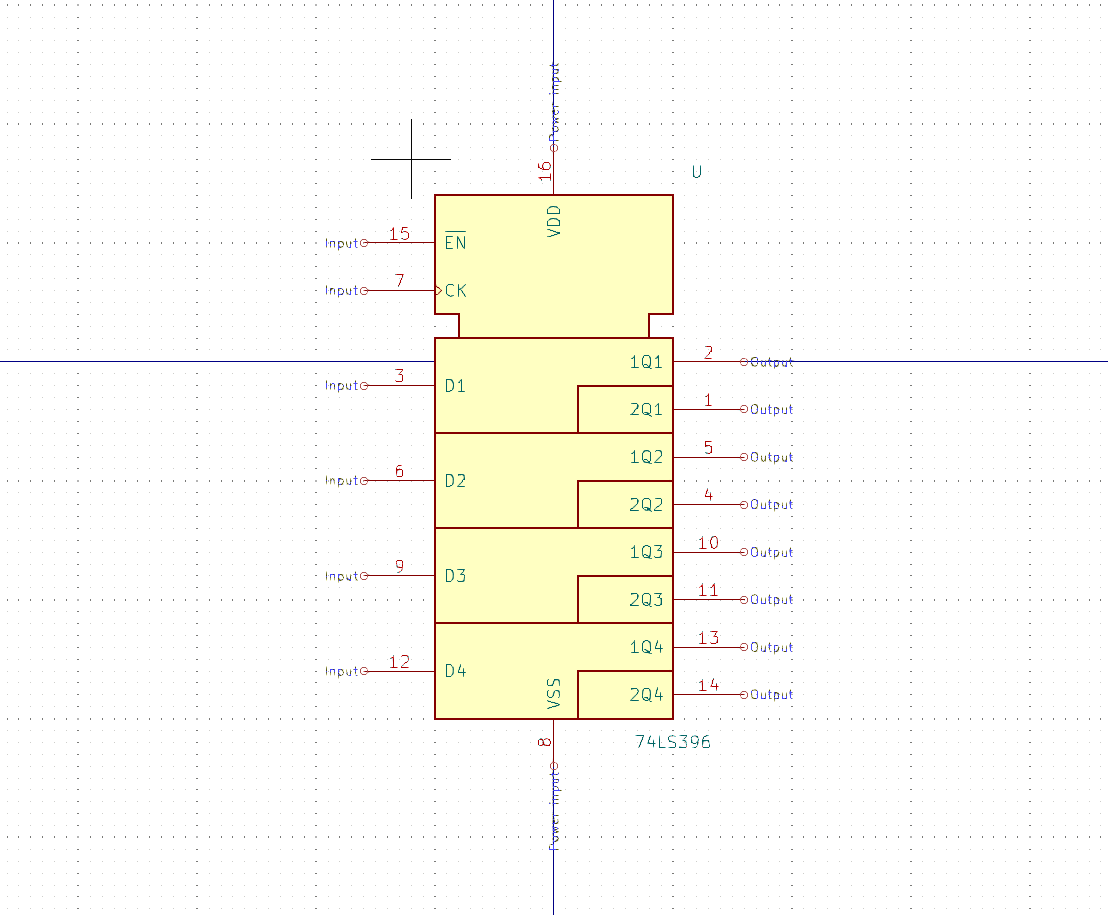 Power input
16
U
VDD
Input 15 EN
Input 7 CK
1Q1 2 Output
Input 3 D1
2Q1 1 Output
1Q2 5 Output
Input 6 D2
2Q2 4 Output
1Q3 10 Output
Input 9 D3
2Q3 11 Output
1Q4 13 Output
Input 12 D4
2Q4 14 Output
VSS
8
74LS396
Power input